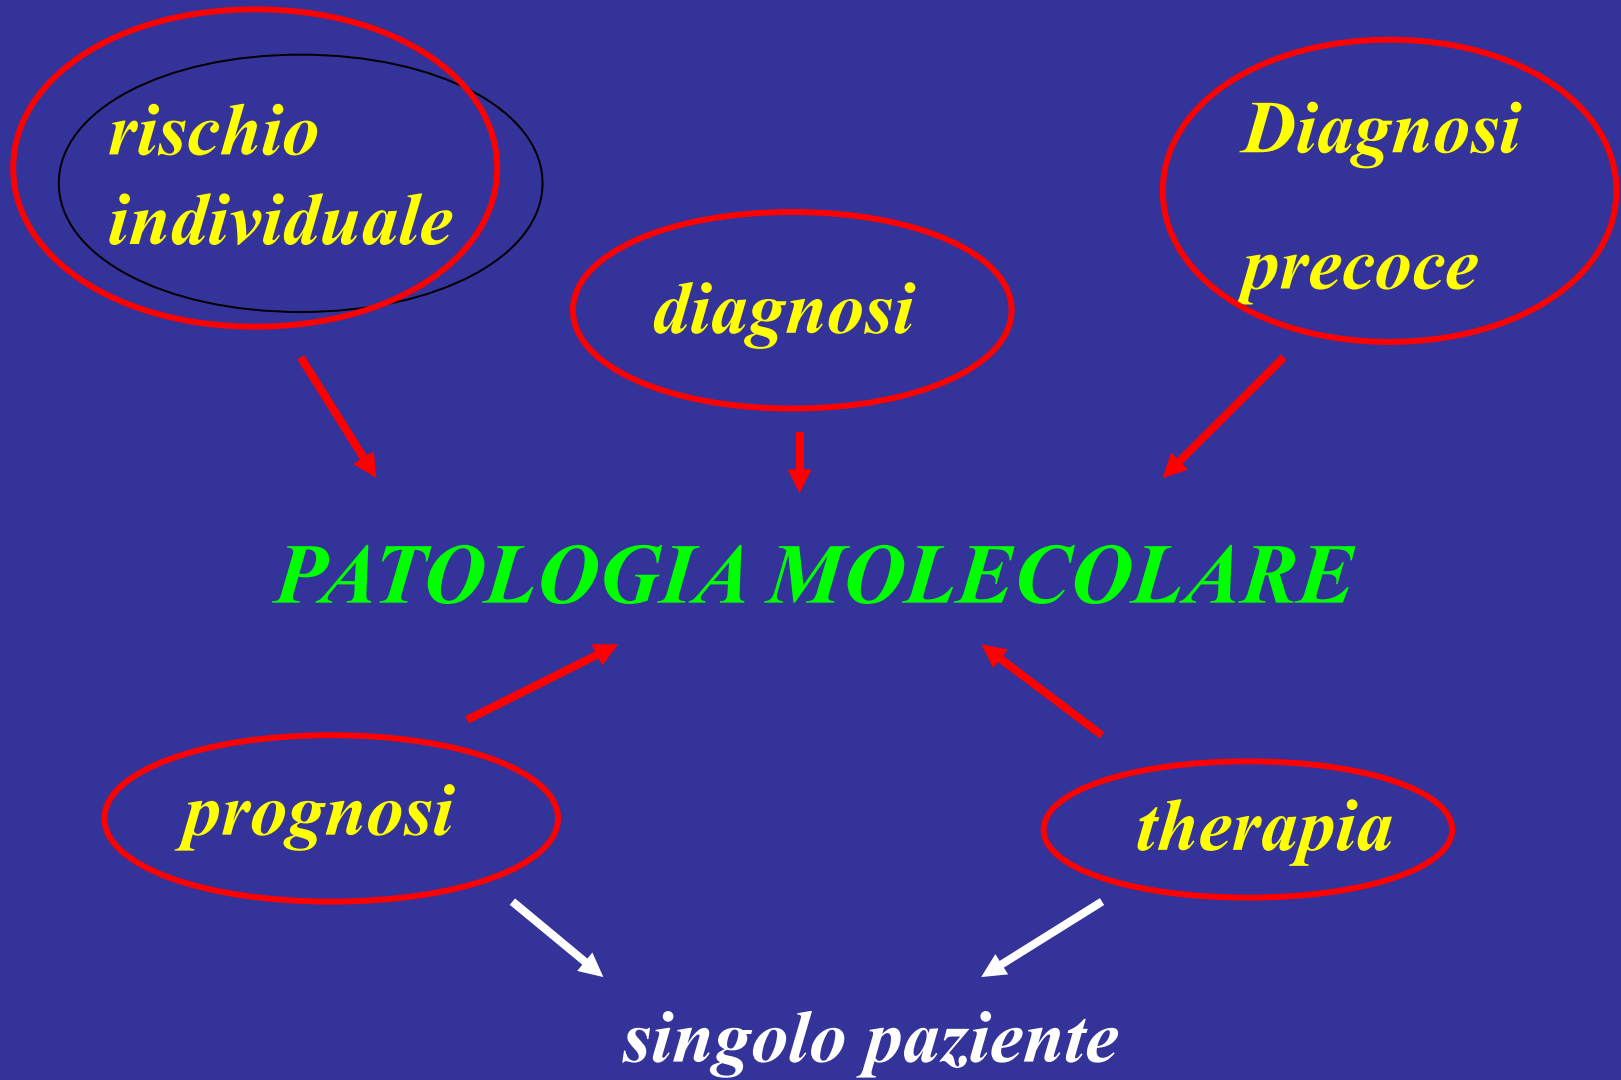 rischio
individuale
diagnosi
Diagnosi
precoce
PATOLOGIA MOLECOLARE
prognosi
therapia
singolo paziente